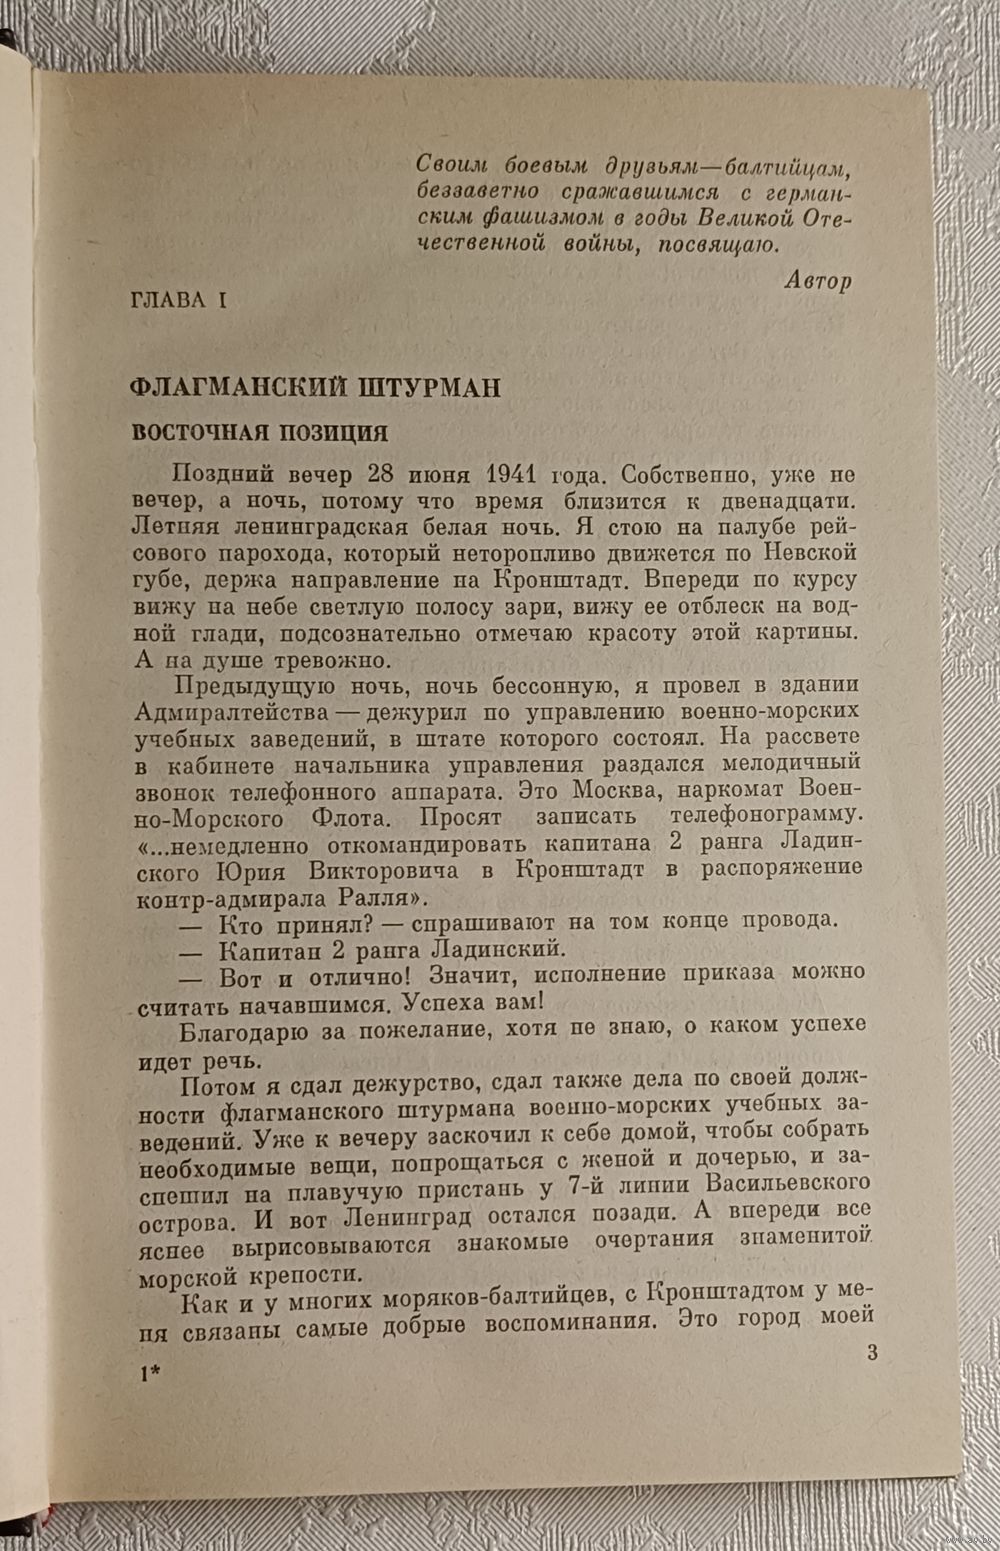 Своим боевым друзьям—балтийцам,
беззаветно сражавшимся с герман-
ским фашизмом в годы Великой Оте-
чественной войны, посвящаю.
Автор
ГЛАВА I
ФЛАГМАНСКИЙ ШТУРМАН
ВОСТОЧНАЯ ПОЗИЦИЯ
Поздний вечер 28 июня 1941 года. Собственно, уже не
вечер, а ночь, потому что время близится к двенадцати.
Летняя ленинградская белая ночь. Я стою на палубе рей-
сового парохода, который неторопливо движется по Невской
губе, держа направление на Кронштадт. Впереди по курсу
вижу на небе светлую полосу зари, вижу ее отблеск на вод-
ной глади, подсознательно отмечаю красоту этой картины.
А на душе тревожно.
Предыдущую ночь, ночь бессонную, я провел в здании
Адмиралтейства — дежурил по управлению военно-морских
учебных заведений, в штате которого состоял. На рассвете
в кабинете начальника управления раздался мелодичный
звонок телефонного аппарата. Это Москва, наркомат Воен-
но-Морского Флота. Просят записать телефонограмму.
«...немедленно откомандировать капитана 2 ранга Ладин-
ского Юрия Викторовича в Кронштадт в распоряжение
контр-адмирала Ралля».
— Кто принял? — спрашивают на том конце провода.
— Капитан 2 ранга Ладинский.
— Вот и отлично! Значит, исполнение приказа можно
считать начавшимся. Успеха вам!
Благодарю за пожелание, хотя не знаю, о каком успехе
идет речь.
Потом я сдал дежурство, сдал также дела по своей долж-
ности флагманского штурмана военно-морских учебных за-
ведений. Уже к вечеру заскочил к себе домой, чтобы собрать
необходимые вещи, попрощаться с женой и дочерью, и за-
спешил на плавучую пристань у 7-й линии Васильевского
острова. И вот Ленинград остался позади. А впереди все
яснее вырисовываются знакомые очертания знаменитой
морской крепости.
Как и у многих моряков-балтийцев, с Кронштадтом у ме-
ня связаны самые добрые воспоминания. Это город моей
3
1*